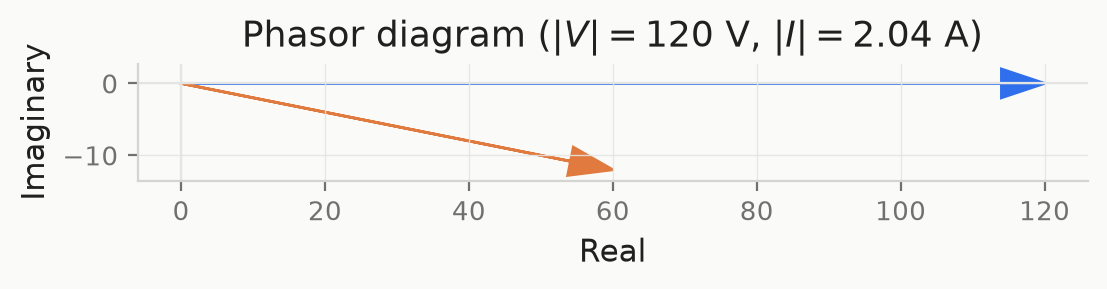 Phasor diagram (|V| = 120 V, |I| = 2.04 A)
Imaginary
0
−10
0 20 40 60 80 100 120
Real